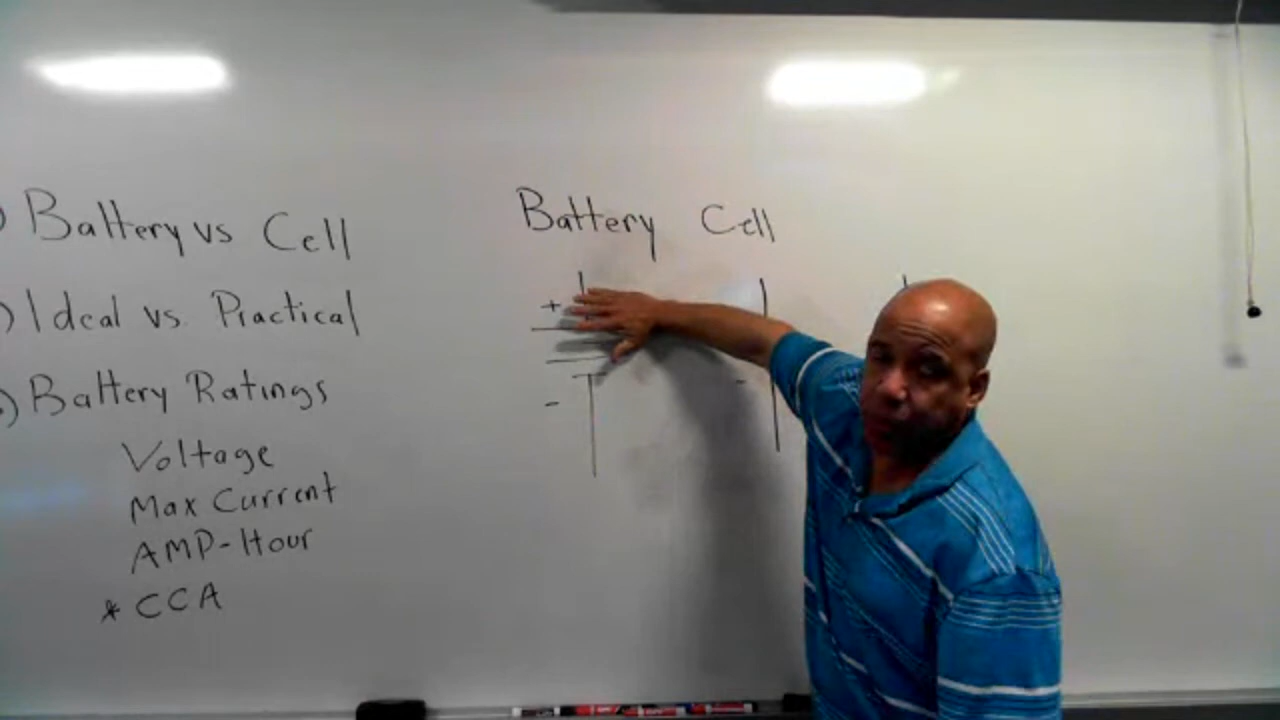 ) Battery vs Cell
) Ideal vs. Practical
) Battery Ratings
Voltage
Max Current
AMP-Hour
* CCA
Battery Cell
+
-
-